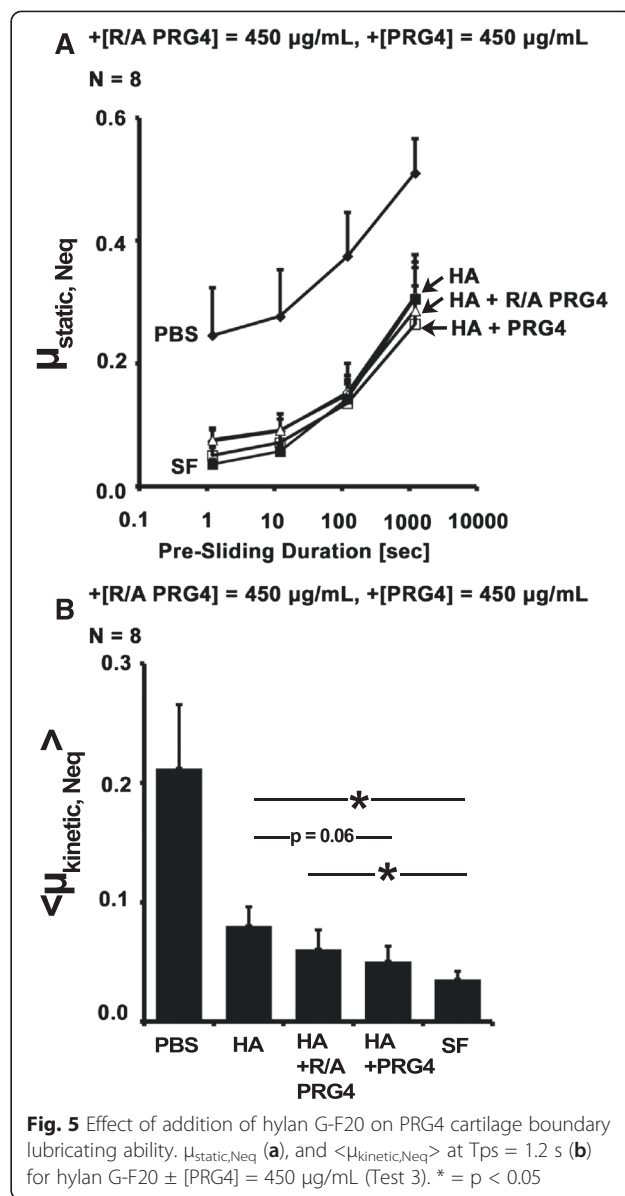 +[R/A PRG4] = 450 µg/mL, +[PRG4] = 450 µg/mL
A
N = 8
0.6
0.4
0.2
0.0
µstatic, Neq
PBS
SF
HA
HA + R/A PRG4
HA + PRG4
0.1 1 10 100 1000 10000
Pre-Sliding Duration [sec]
+[R/A PRG4] = 450 µg/mL, +[PRG4] = 450 µg/mL
B
N = 8
0.3
0.2
0.1
0.0
<µkinetic, Neq>
*
p = 0.06
*
PBS HA HA +R/A PRG4 HA +PRG4 SF
Fig. 5 Effect of addition of hylan G-F20 on PRG4 cartilage boundary
lubricating ability. µstatic,Neq (a), and <µkinetic,Neq> at Tps = 1.2 s (b)
for hylan G-F20 ± [PRG4] = 450 µg/mL (Test 3). * = p < 0.05